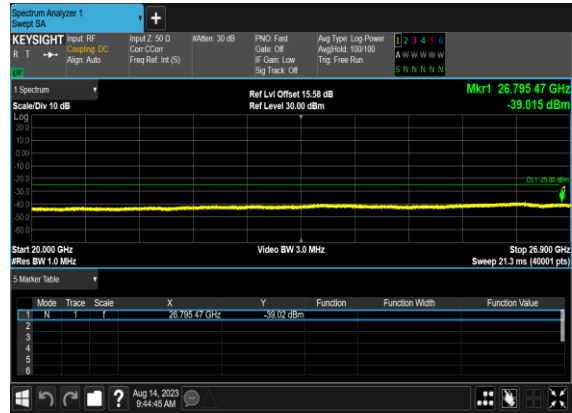 Spectrum Analyzer 1
Swept SA
+
KEYSIGHT Input: RF Input Z: 50 Ω #Atten: 30 dB PNO: Fast Avg Type: Log-Power 1 2 3 4 5 6
R T Coupling: DC Corr CCorr Gate: Off Avg|Hold: 100/100 A W W W W W
Align: Auto Freq Ref: Int (S) IF Gain: Low Trig: Free Run
Sig Track: Off S N N N N N
1 Spectrum Ref Lvl Offset 15.58 dB Mkr1 26.795 47 GHz
Scale/Div 10 dB Ref Level 30.00 dBm -39.015 dBm
Log
20.0
10.0
0.00
-10.0
-20.0 DL1 -25.00 dBm
-30.0
-40.0
-50.0
-60.0
Start 20.000 GHz Video BW 3.0 MHz Stop 26.900 GHz
#Res BW 1.0 MHz Sweep 21.3 ms (40001 pts)
5 Marker Table
Mode Trace Scale X Y Function Function Width Function Value
1 N 1 f 26.795 47 GHz -39.02 dBm
2
3
4
5
6
? Aug 14, 2023
9:44:45 AM